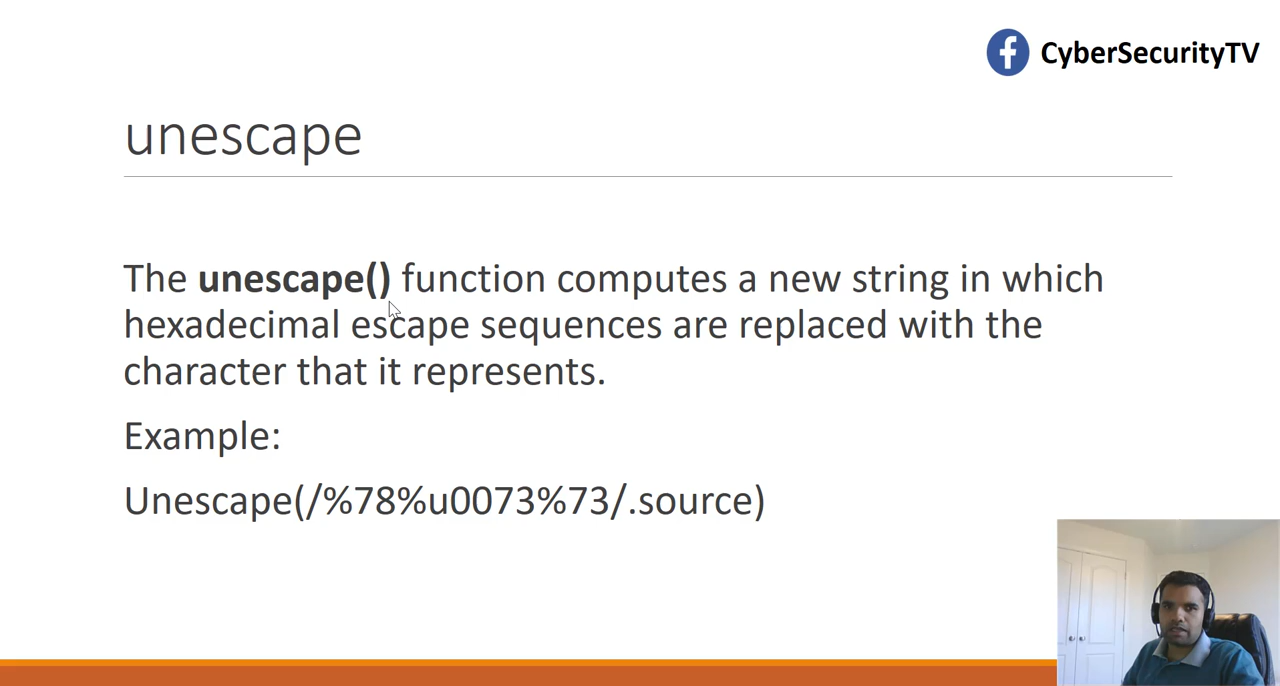 CyberSecurityTV
unescape
The unescape() function computes a new string in which
hexadecimal escape sequences are replaced with the
character that it represents.
Example:
Unescape(/%78%u0073%73/.source)